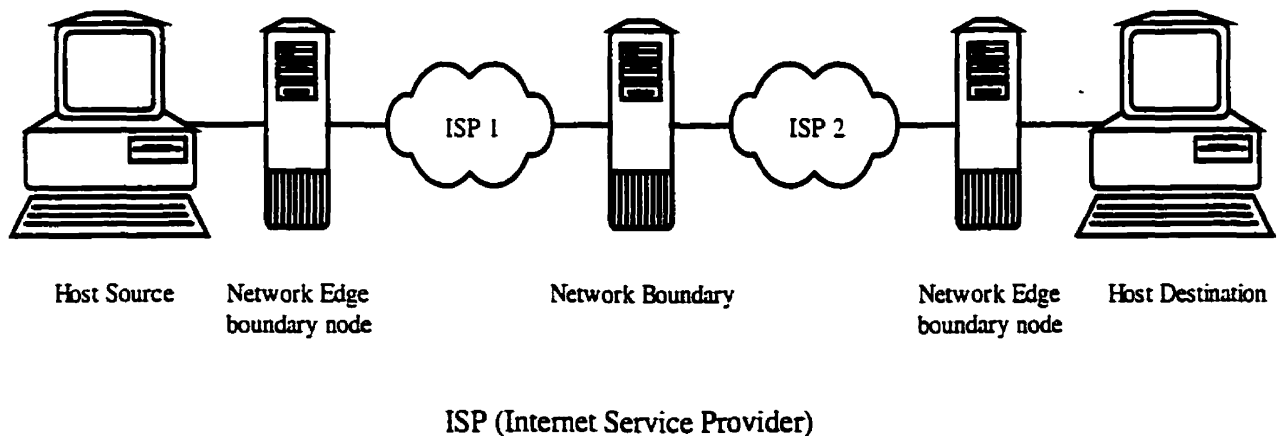 ISP 1
ISP 2
Host Source
Network Edge
boundary node
Network Boundary
Network Edge
boundary node
Host Destination
ISP (Internet Service Provider)